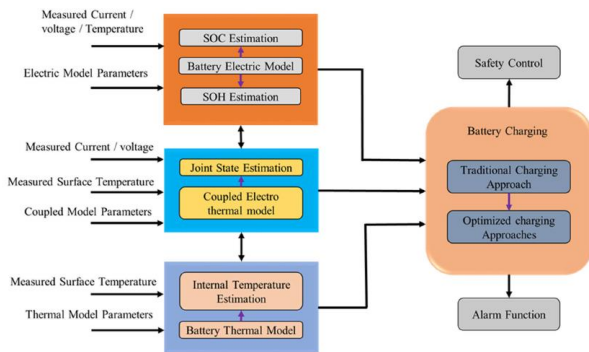 Measured Current /
voltage / Temperature
Electric Model Parameters
SOC Estimation
Battery Electric Model
SOH Estimation
Measured Current / voltage
Measured Surface Temperature
Coupled Model Parameters
Joint State Estimation
Coupled Electro
thermal model
Measured Surface Temperature
Thermal Model Parameters
Internal Temperature
Estimation
Battery Thermal Model
Safety Control
Battery Charging
Traditional Charging
Approach
Optimized charging
Approaches
Alarm Function